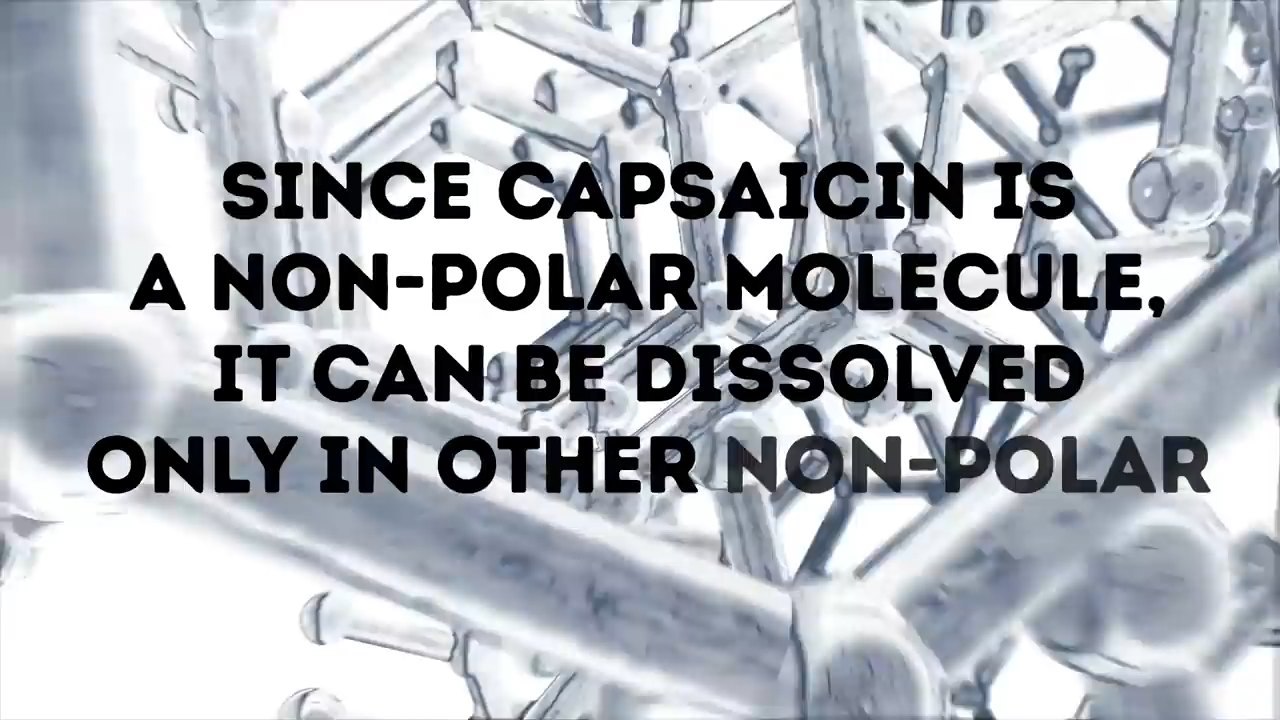 SINCE CAPSAICIN IS
A NON-POLAR MOLECULE,
IT CAN BE DISSOLVED
ONLY IN OTHER NON-POLAR